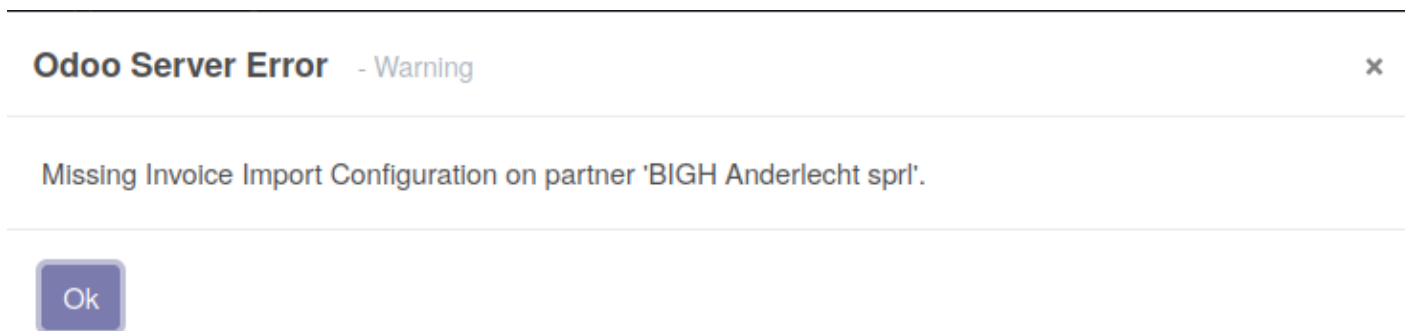 Odoo Server Error - Warning ×
Missing Invoice Import Configuration on partner 'BIGH Anderlecht sprl'.
Ok